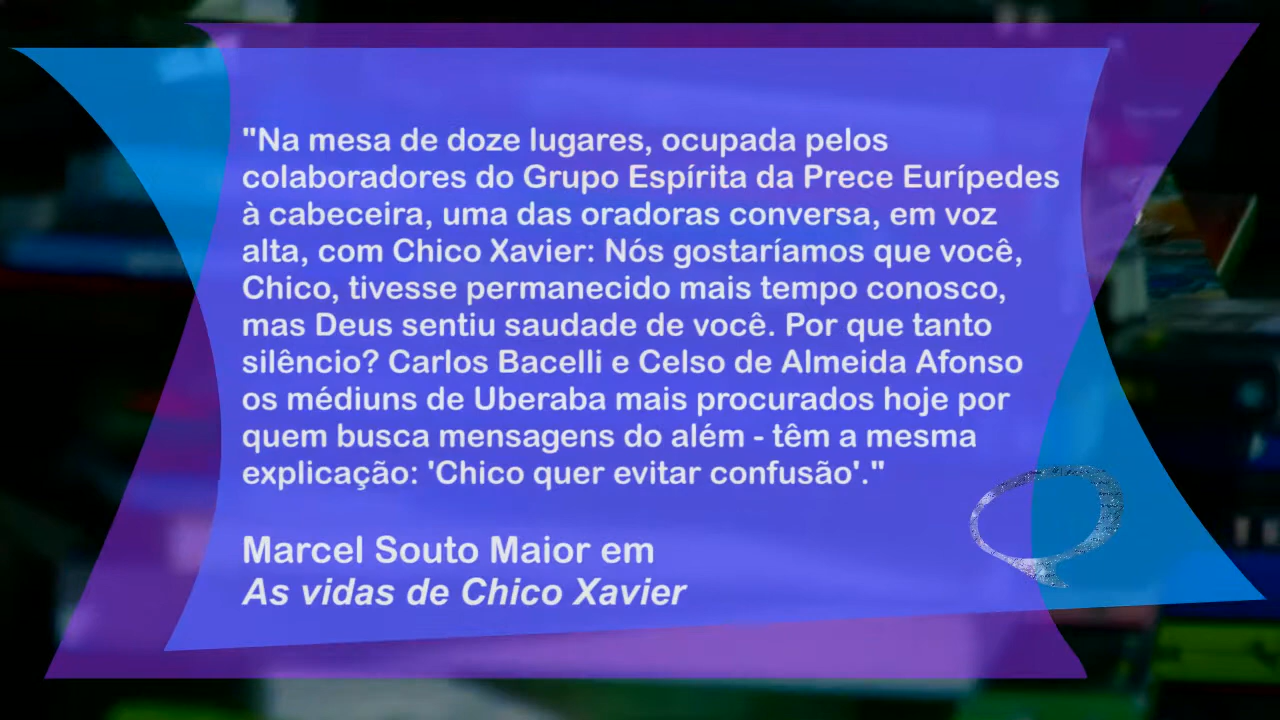 "Na mesa de doze lugares, ocupada pelos
colaboradores do Grupo Espírita da Prece Eurípedes
à cabeceira, uma das oradoras conversa, em voz
alta, com Chico Xavier: Nós gostaríamos que você,
Chico, tivesse permanecido mais tempo conosco,
mas Deus sentiu saudade de você. Por que tanto
silêncio? Carlos Bacelli e Celso de Almeida Afonso
os médiuns de Uberaba mais procurados hoje por
quem busca mensagens do além - têm a mesma
explicação: 'Chico quer evitar confusão'."
Marcel Souto Maior em
As vidas de Chico Xavier